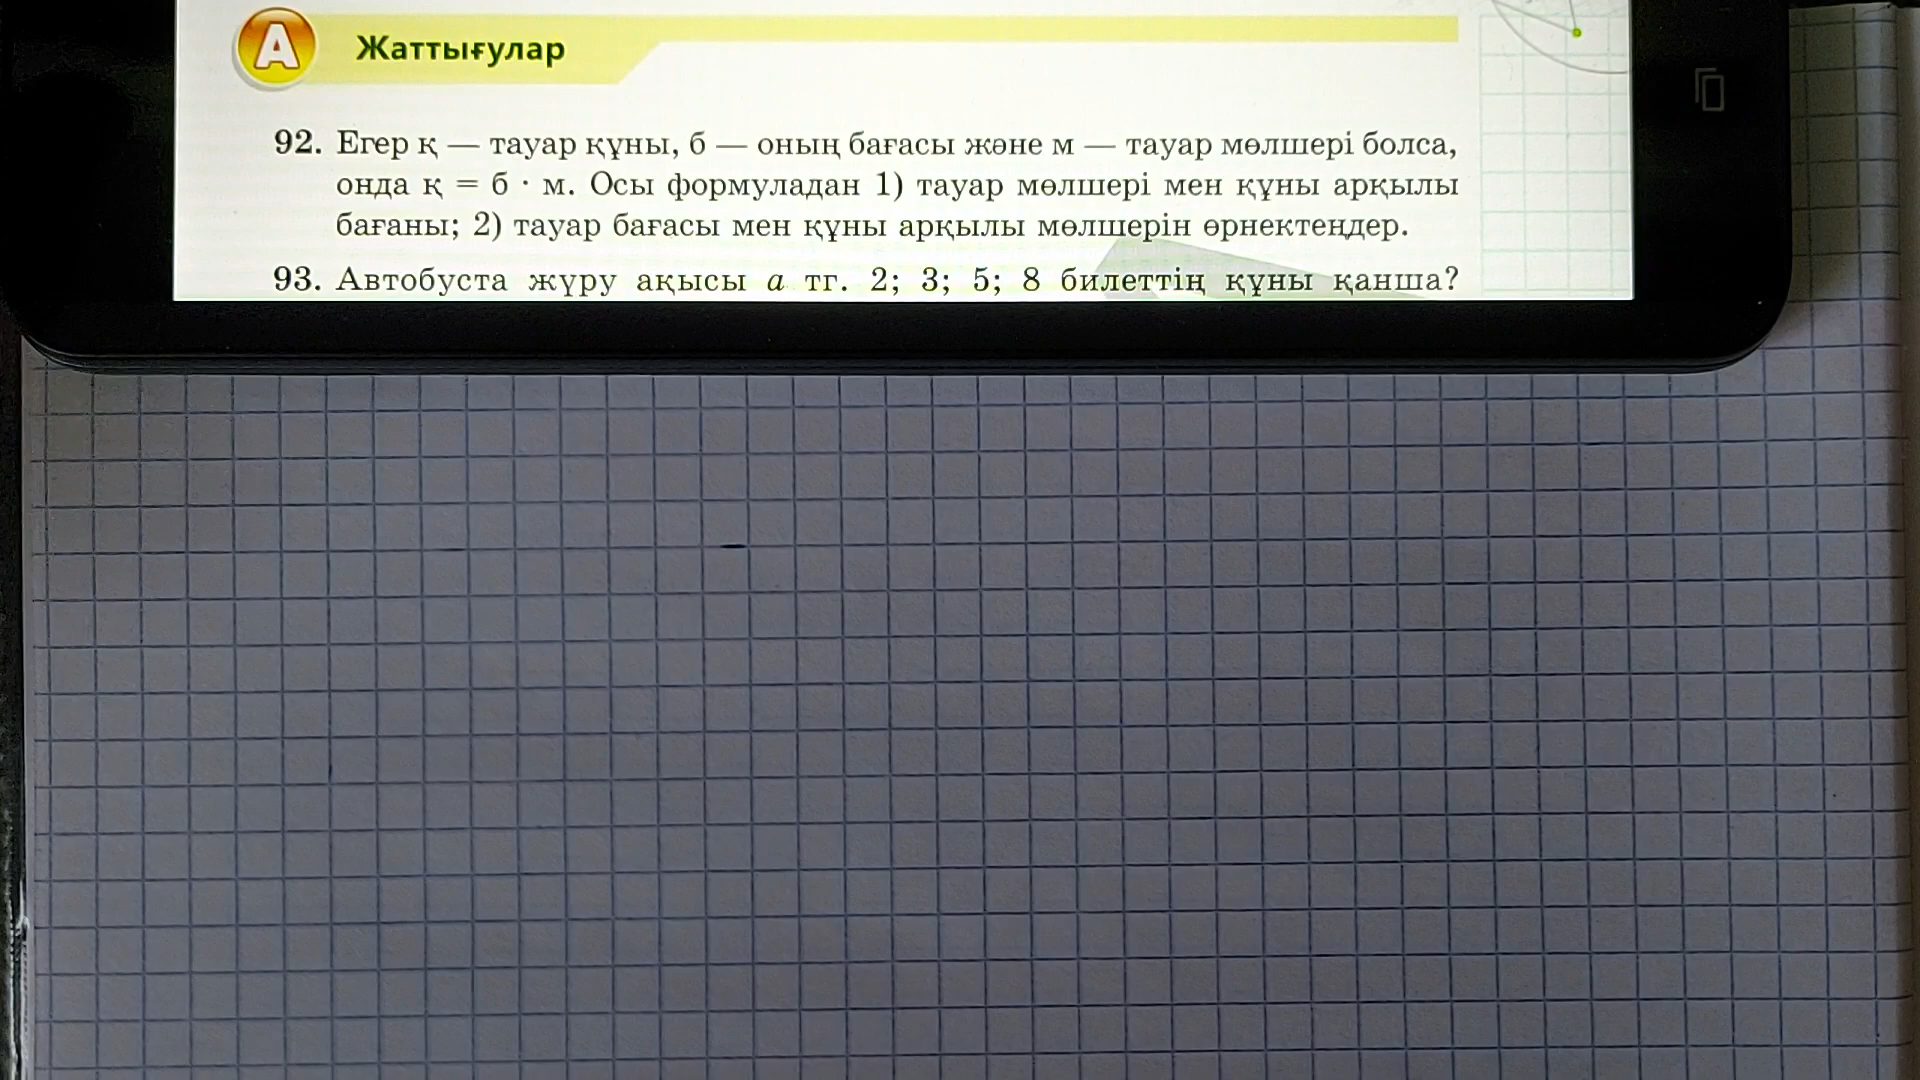 А
Жаттығулар
92. Егер қ — тауар құны, б — оның бағасы және м — тауар мөлшері болса,
онда қ = б · м. Осы формуладан 1) тауар мөлшері мен құны арқылы
бағаны; 2) тауар бағасы мен құны арқылы мөлшерін өрнектеңдер.
93. Автобуста жүру ақысы a тг. 2; 3; 5; 8 билеттің құны қанша?